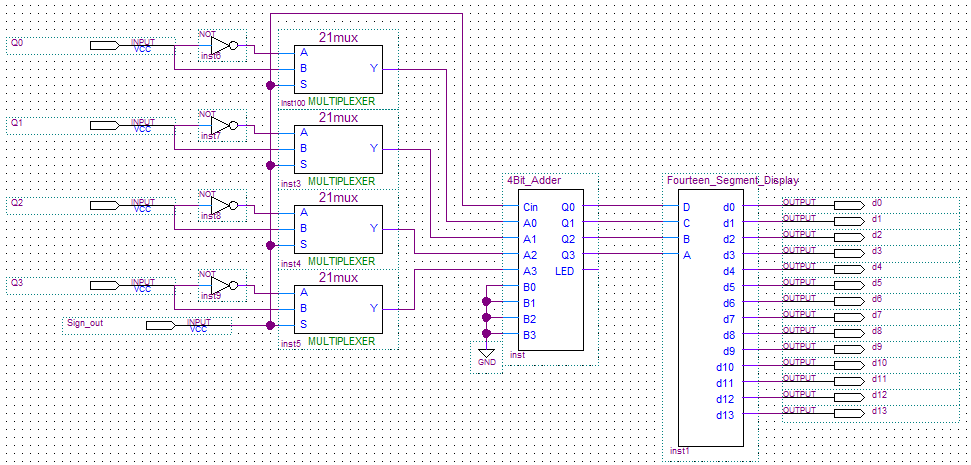 Q0
INPUT
VCC
NOT
inst6
21mux
A
B
S
Y
inst100
MULTIPLEXER
Q1
INPUT
VCC
NOT
inst7
21mux
A
B
S
Y
inst3
MULTIPLEXER
Q2
INPUT
VCC
NOT
inst8
21mux
A
B
S
Y
inst4
MULTIPLEXER
Q3
INPUT
VCC
NOT
inst9
21mux
A
B
S
Y
inst5
MULTIPLEXER
Sign_out
INPUT
VCC
4Bit_Adder
Cin Q0
A0 Q1
A1 Q2
A2 Q3
A3 LED
B0
B1
B2
B3
inst
GND
Fourteen_Segment_Display
D d0 OUTPUT d0
C d1 OUTPUT d1
B d2 OUTPUT d2
A d3 OUTPUT d3
d4 OUTPUT d4
d5 OUTPUT d5
d6 OUTPUT d6
d7 OUTPUT d7
d8 OUTPUT d8
d9 OUTPUT d9
d10 OUTPUT d10
d11 OUTPUT d11
d12 OUTPUT d12
d13 OUTPUT d13
inst1